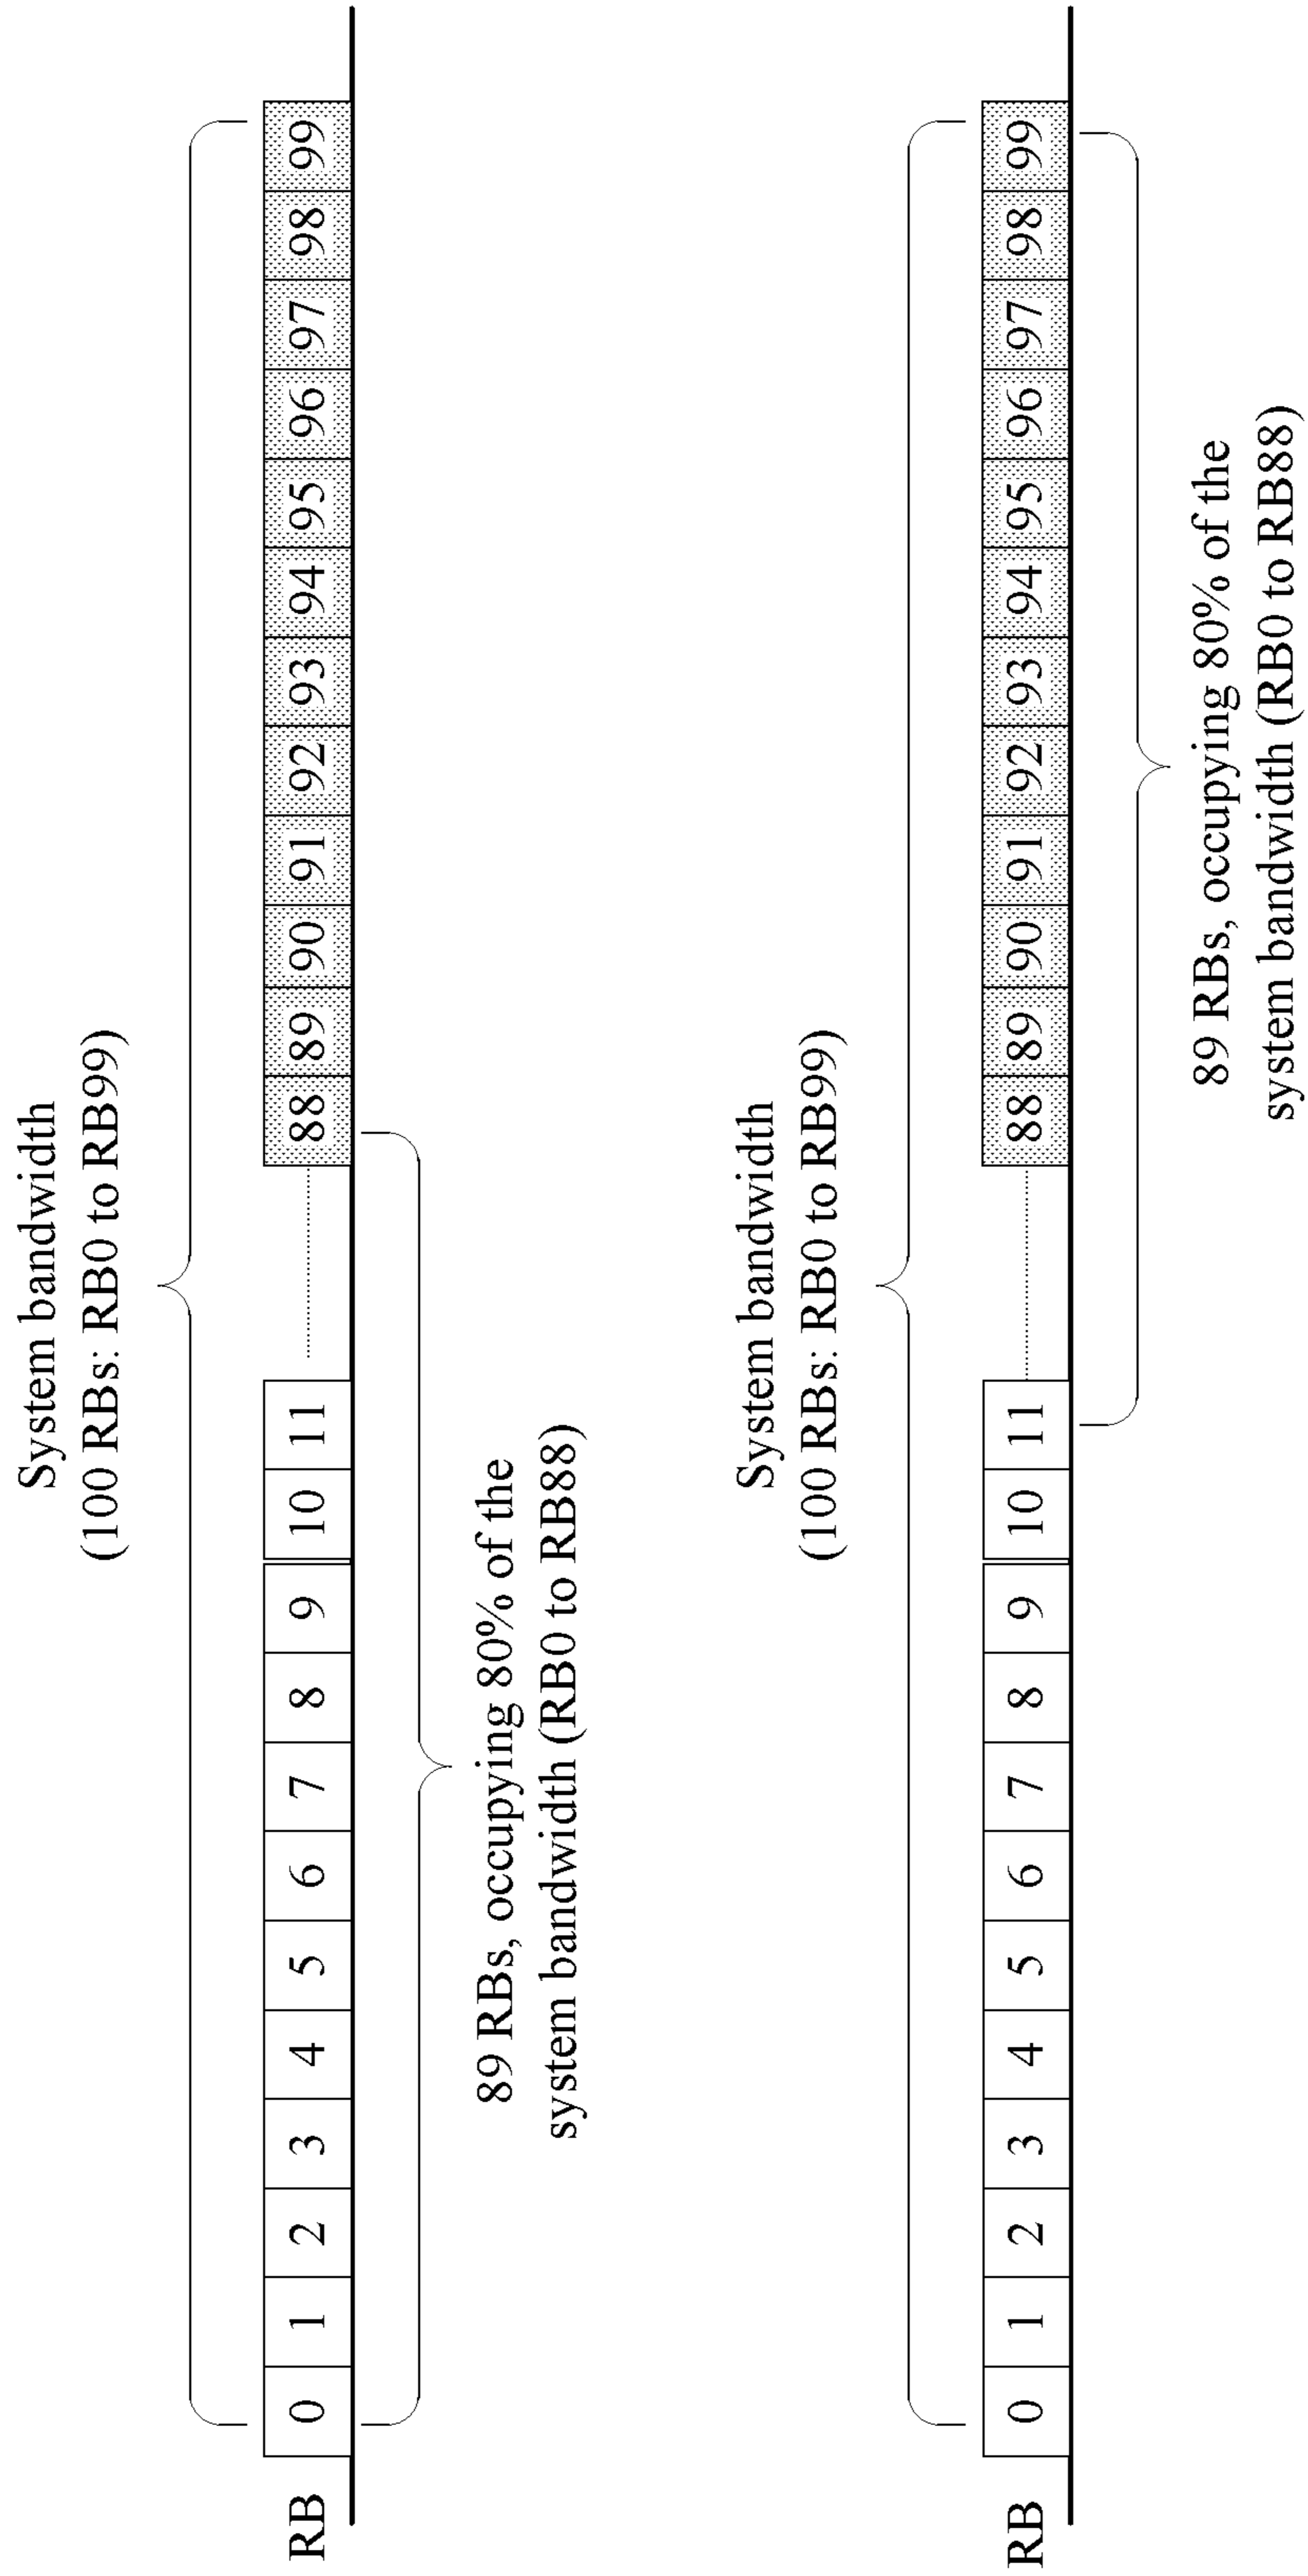 System bandwidth
(100 RBs: RB0 to RB99)
RB 0 1 2 3 4 5 6 7 8 9 10 11 88 89 90 91 92 93 94 95 96 97 98 99
89 RBs, occupying 80% of the
system bandwidth (RB0 to RB88)
System bandwidth
(100 RBs: RB0 to RB99)
RB 0 1 2 3 4 5 6 7 8 9 10 11 88 89 90 91 92 93 94 95 96 97 98 99
89 RBs, occupying 80% of the
system bandwidth (RB0 to RB88)